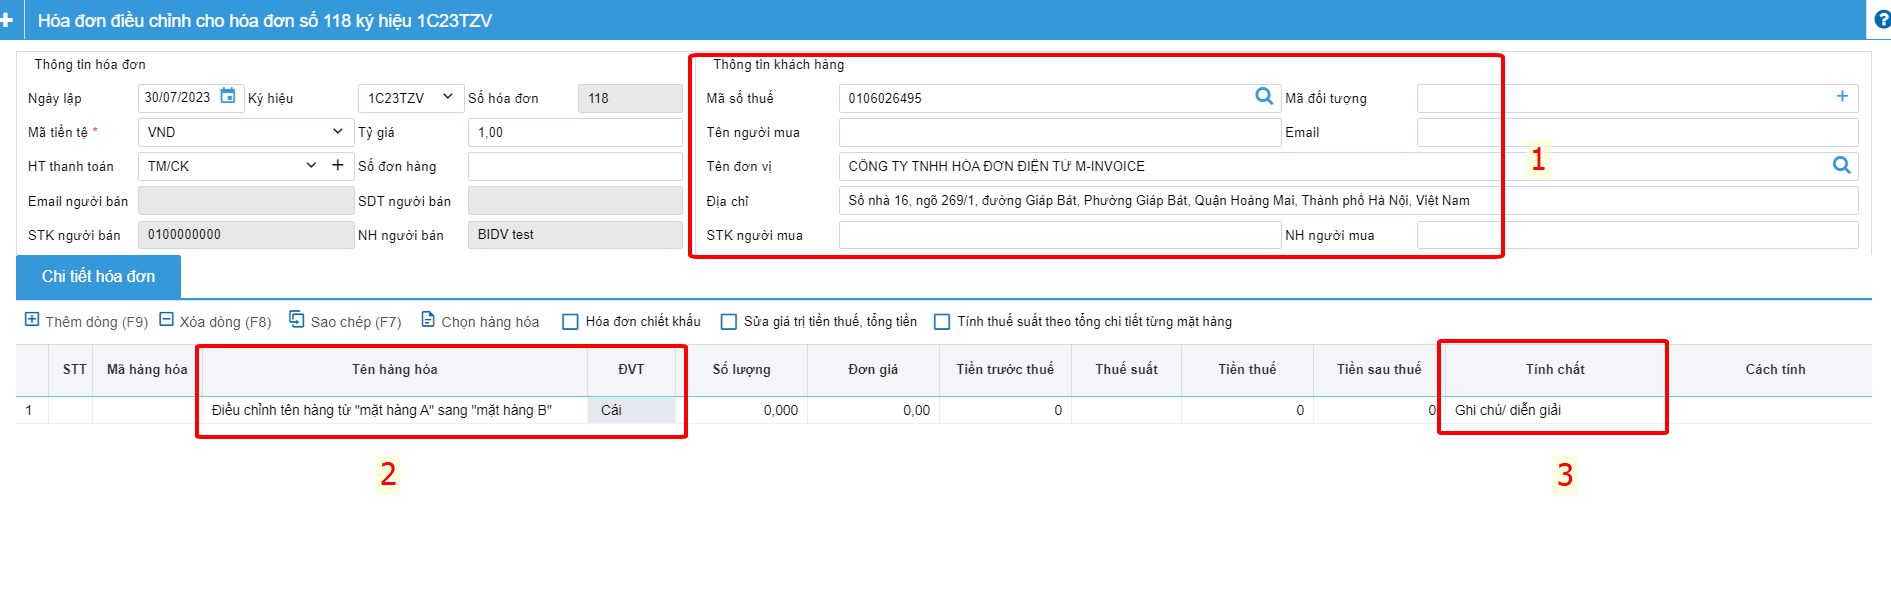 Hóa đơn điều chỉnh cho hóa đơn số 118 ký hiệu 1C23TZV
Thông tin hóa đơn
Ngày lập 30/07/2023 Ký hiệu 1C23TZV Số hóa đơn 118
Mã tiền tệ * VND Tỷ giá 1,00
HT thanh toán TM/CK Số đơn hàng
Email người bán SDT người bán
STK người bán 0100000000 NH người bán BIDV test
Thông tin khách hàng
Mã số thuế 0106026495 Mã đối tượng
Tên người mua Email
Tên đơn vị CÔNG TY TNHH HÓA ĐƠN ĐIỆN TỬ M-INVOICE
Địa chỉ Số nhà 16, ngõ 269/1, đường Giáp Bát, Phường Giáp Bát, Quận Hoàng Mai, Thành phố Hà Nội, Việt Nam
STK người mua NH người mua
1
Chi tiết hóa đơn
Thêm dòng (F9) Xóa dòng (F8) Sao chép (F7) Chọn hàng hóa Hóa đơn chiết khấu Sửa giá trị tiền thuế, tổng tiền Tính thuế suất theo tổng chi tiết từng mặt hàng
STT Mã hàng hóa Tên hàng hóa ĐVT Số lượng Đơn giá Tiền trước thuế Thuế suất Tiền thuế Tiền sau thuế Tính chất Cách tính
1 Điều chỉnh tên hàng từ "mặt hàng A" sang "mặt hàng B" Cái 0,000 0,00 0 0 0 Ghi chú/ diễn giải
2 3